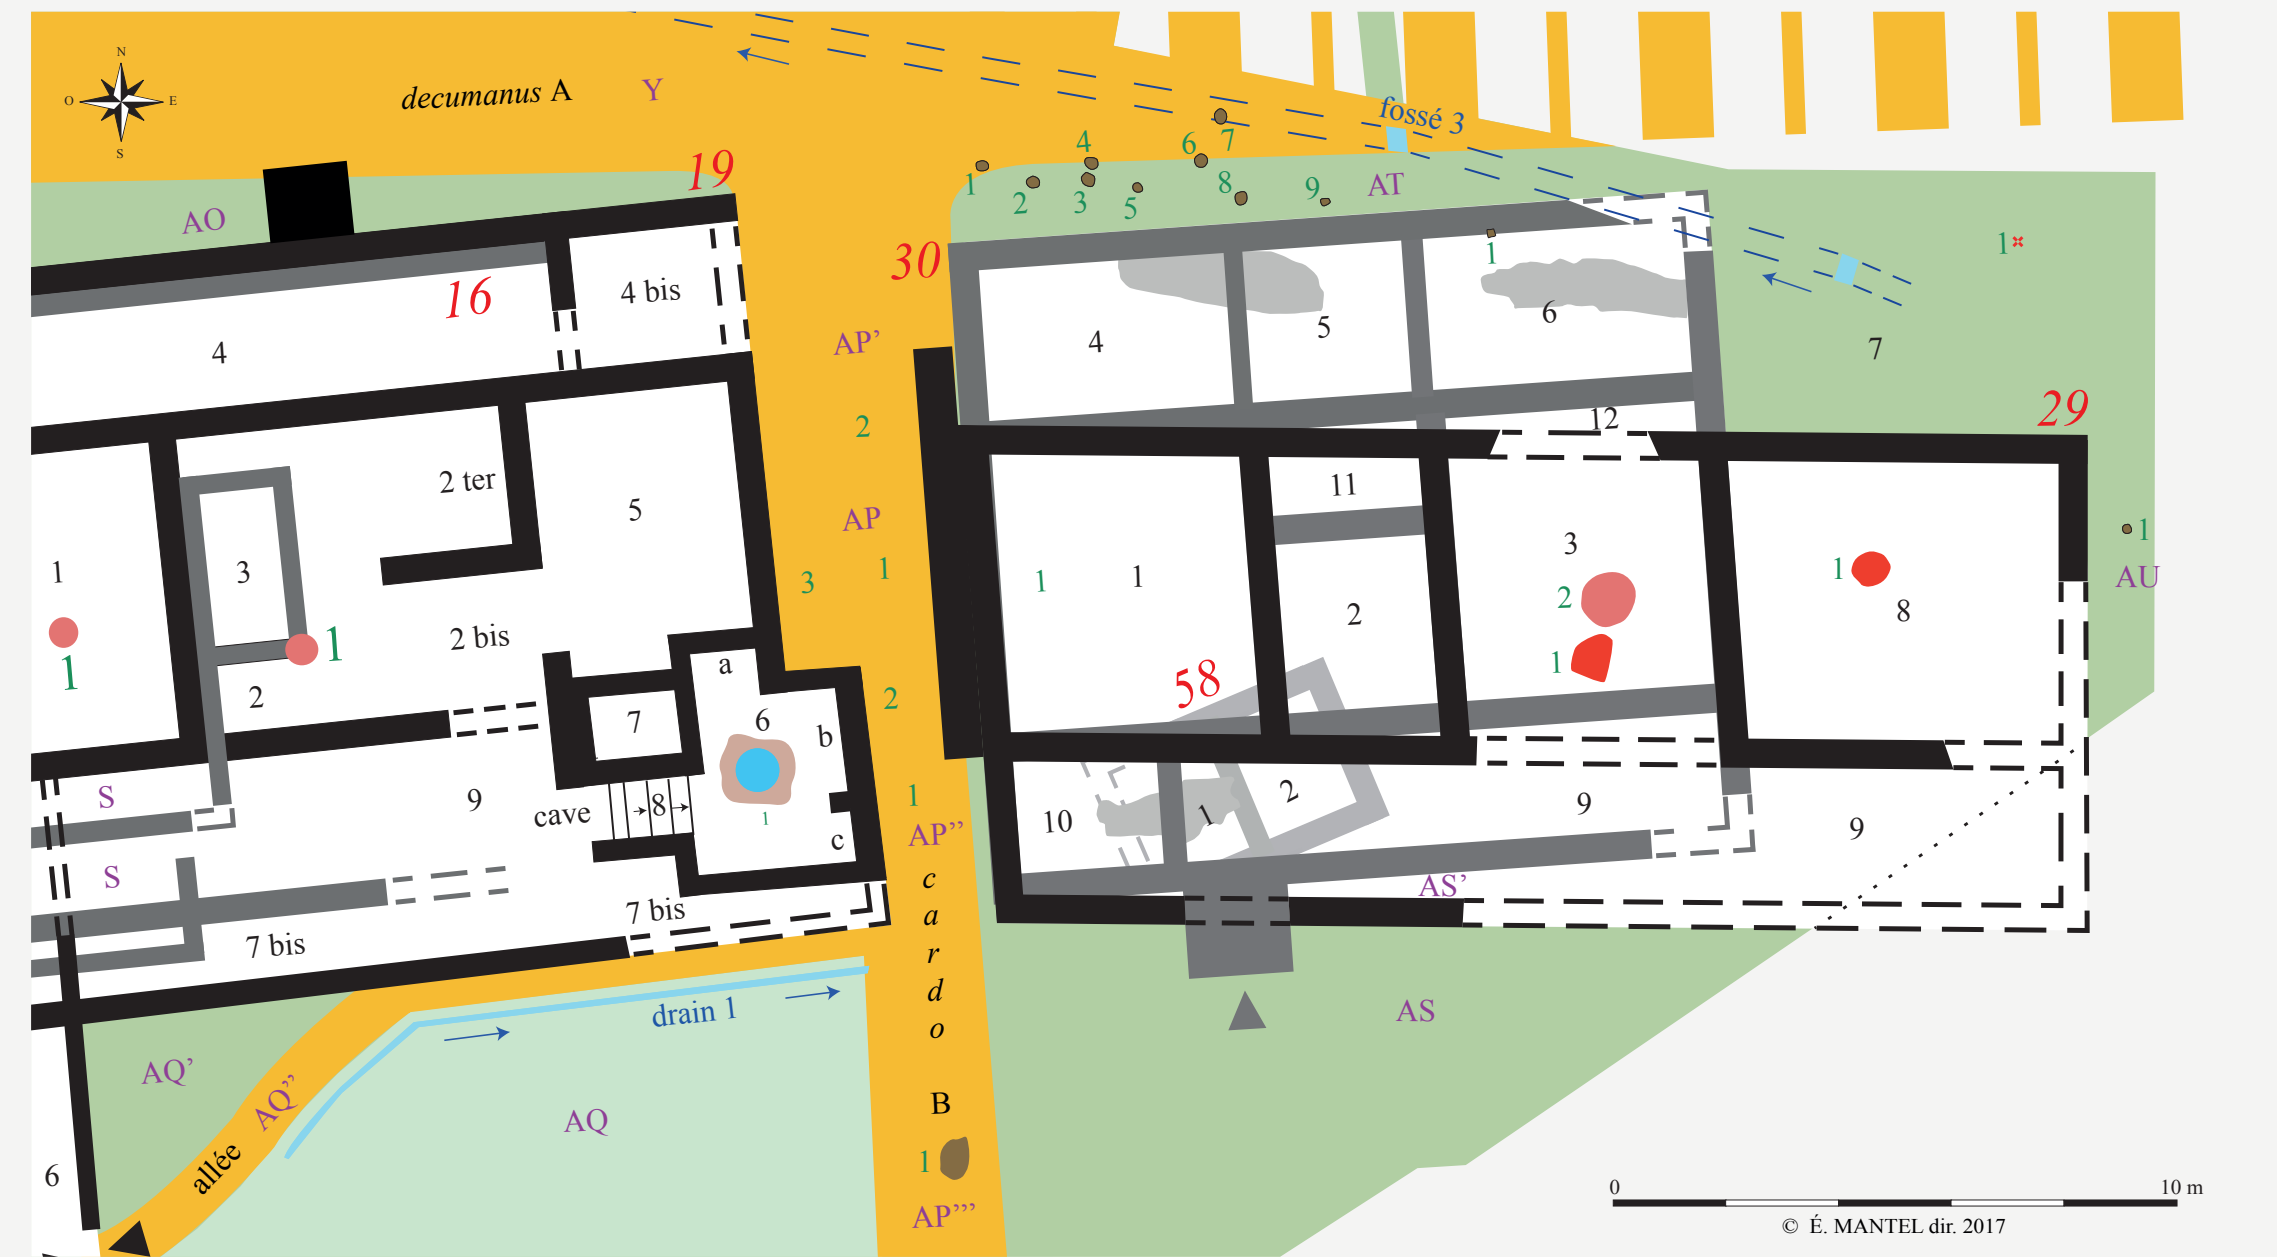 N
O
E
S
decumanus A
Y
fossé 3
AO
19
4
6
7
1
2
3
5
8
9
AT
16
30
1
1
4 bis
4
AP’
4
5
6
7
2
12
29
2 ter
5
AP
11
3
1
AU
1
3
3
1
1
1
2
1
8
1
1
2 bis
2
2
1
58
a
2
7
6
b
2
S
9
cave
8
1
c
1
AP’’
10
1
2
9
9
S
7 bis
7 bis
AS’
cardo
B
drain 1
AS
AQ’
AQ’’
allée
AQ
6
1
AP’’’
0
10 m
© É. MANTEL dir. 2017